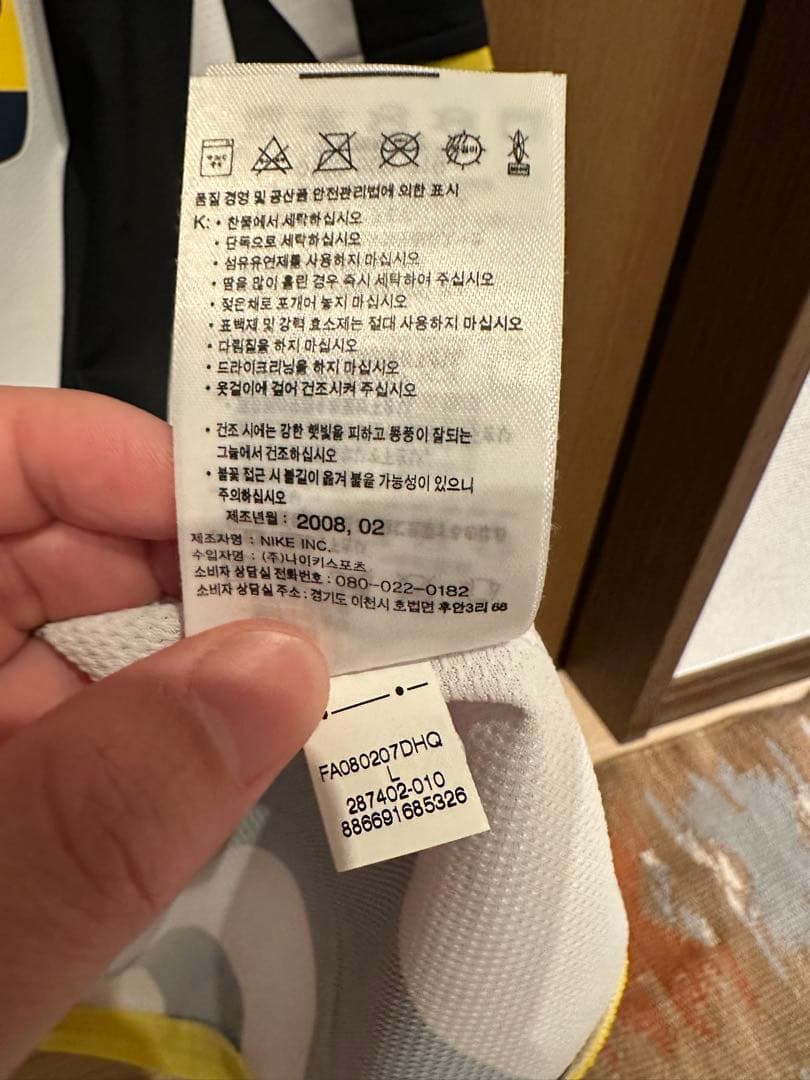 품질 경영 및 공산품 안전관리법에 의한 표시
K: • 찬물에서 세탁하십시오
• 단독으로 세탁하십시오
• 섬유유연제를 사용하지 마십시오
• 땀을 많이 흘린 경우 즉시 세탁하여 주십시오
• 젖은채로 포개어 놓지 마십시오
• 표백재 및 강력 효소제는 절대 사용하지 마십시오
• 다림질을 하지 마십시오
• 드라이크리닝을 하지 마십시오
• 옷걸이에 걸어 건조시켜 주십시오
• 건조 시에는 강한 햇빛을 피하고 통풍이 잘되는
그늘에서 건조하십시오
• 불꽃 접근 시 불길이 옮겨 붙을 가능성이 있으니
주의하십시오
제조년월 : 2008, 02
제조자명 : NIKE INC.
수입자명 : (주)나이키스포츠
소비자 상담실 전화번호 : 080-022-0182
소비자 상담실 주소 : 경기도 이천시 호법면 후안3리 68
FA080207DHQ
L
287402-010
886691685326